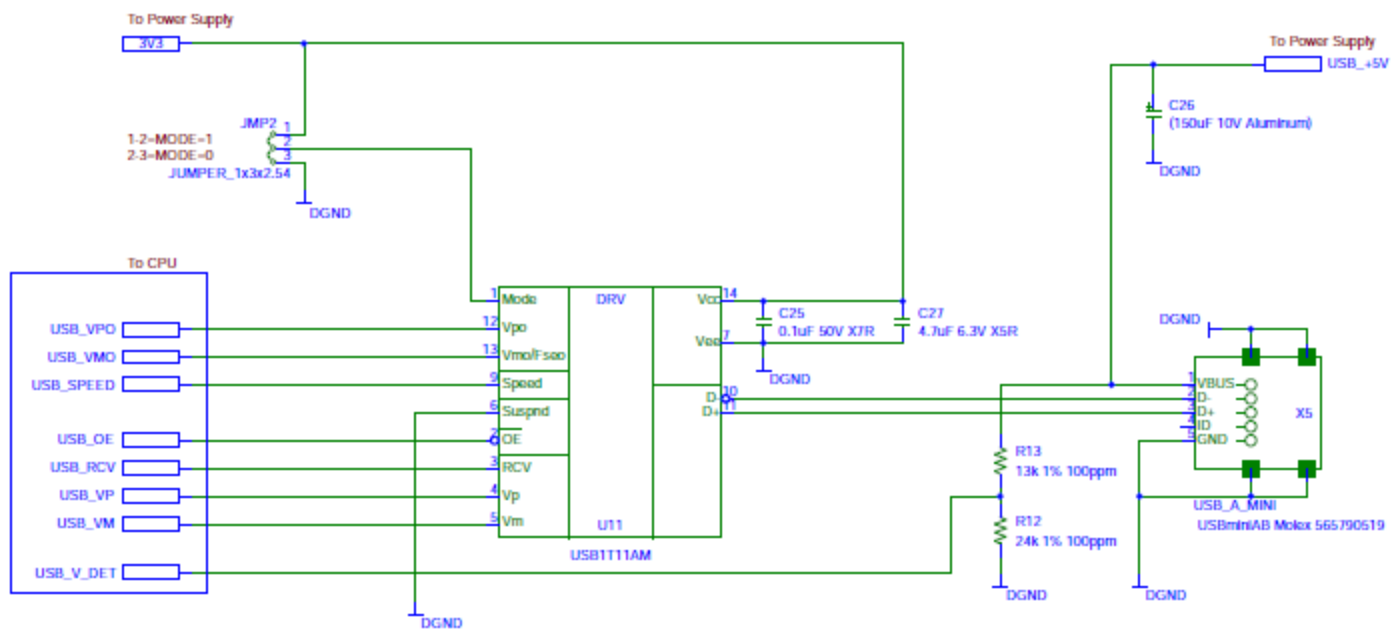 To Power Supply
3V3
To Power Supply
USB_+5V
C26
(150uF 10V Aluminum)
DGND
JMP2
1
2
3
1-2=MODE=1
2-3=MODE=0
JUMPER_1x3x2.54
DGND
To CPU
USB_VPO
USB_VMO
USB_SPEED
USB_OE
USB_RCV
USB_VP
USB_VM
USB_V_DET
1 Mode
12 Vpo
13 Vmo/Fseo
9 Speed
6 Suspnd
2 OE
3 RCV
4 Vp
5 Vm
DRV
U11
USB1T11AM
Vcc 14
Vee 7
D- 10
D+ 11
C25
0.1uF 50V X7R
C27
4.7uF 6.3V X5R
DGND
DGND
R13
13k 1% 100ppm
R12
24k 1% 100ppm
DGND
DGND
1 VBUS
2 D-
3 D+
4 ID
5 GND
X5
USB_A_MINI
USBminiAB Molex 565790519
DGND